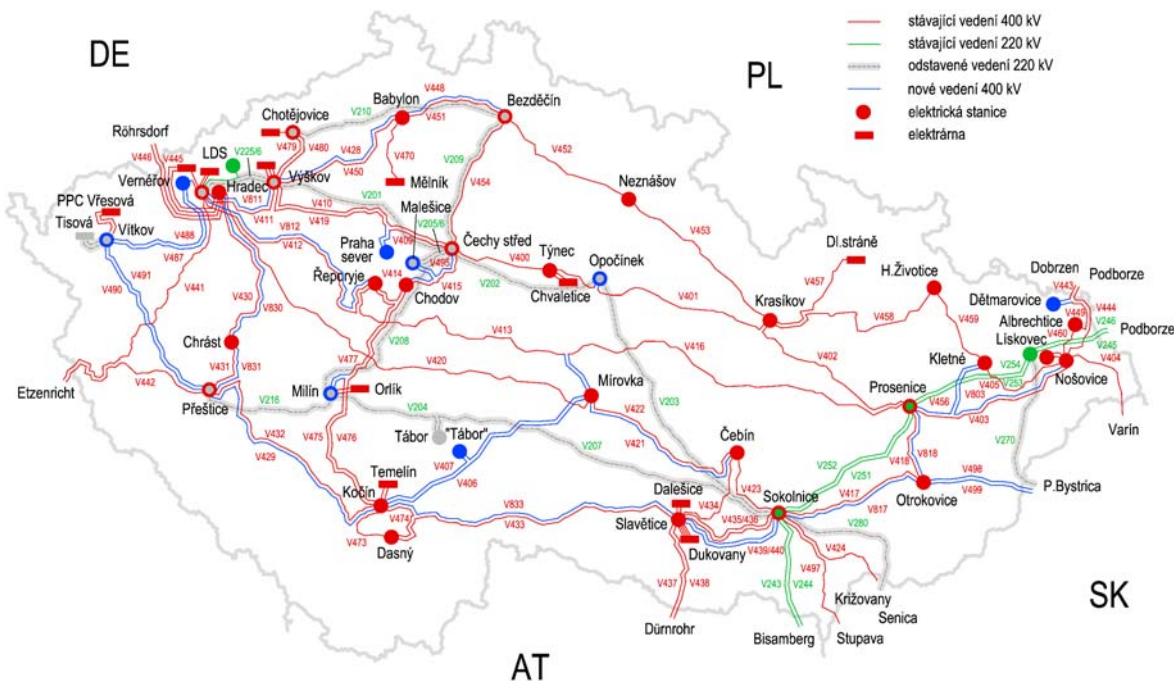 DE
PL
SK
AT
stávající vedení 400 kV
stávající vedení 220 kV
odstavené vedení 220 kV
nové vedení 400 kV
elektrická stanice
elektrárna
Babylon
V448
V451
Bezděčín
Chotějovice
V210
Röhrsdorf
V479
V480
V428
V450
V470
Mělník
V209
V454
V452
V446
V445
LDS
V225/6
Vernéřov
Hradec
Výškov
V201
V811
V411
V410
V419
Malešice
V205/6
Neznášov
V453
PPC Vřesová
Tisová
Vítkov
V488
V487
V812
V412
Praha
sever
V409
V495
Čechy střed
V400
Týnec
Chvaletice
Opočínek
V202
V401
Dl.stráně
V457
H.Životice
V458
V459
Krasíkov
V402
Dobrzen
V443
Podborze
Dětmarovice
V444
V449
Albrechtice
V460
V246
V245
Podborze
Liskovec
V254
V253
V404
Nošovice
Kletné
V405
V803
V403
V456
Prosenice
Varín
V270
P.Bystrica
V491
V490
V441
V430
V830
Řeporyje
V414
V415
Chodov
V208
V413
V416
V477
V420
Chrást
V431
V831
V442
Etzenricht
Přeštice
V216
Milín
Orlík
V204
Tábor
"Tábor"
Mírovka
V422
V421
V203
V207
V475
V476
V432
V429
V407
V406
Temelín
Kočín
V474
V473
Dasný
V833
V433
Čebín
V423
V252
V251
V418
V818
Otrokovice
V498
V499
V417
V817
Sokolnice
Dalešice
V434
V435/436
Slavětice
Dukovany
V439/440
V280
V424
V497
V437
V438
V243
V244
Dürnrohr
Bisamberg
Stupava
Križovany
Senica